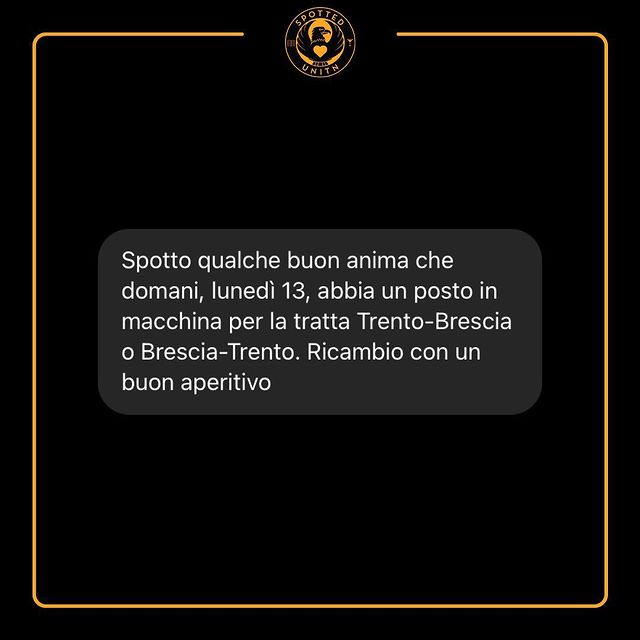 SPOTTED
UNITN
Spotto qualche buon anima che
domani, lunedì 13, abbia un posto in
macchina per la tratta Trento-Brescia
o Brescia-Trento. Ricambio con un
buon aperitivo